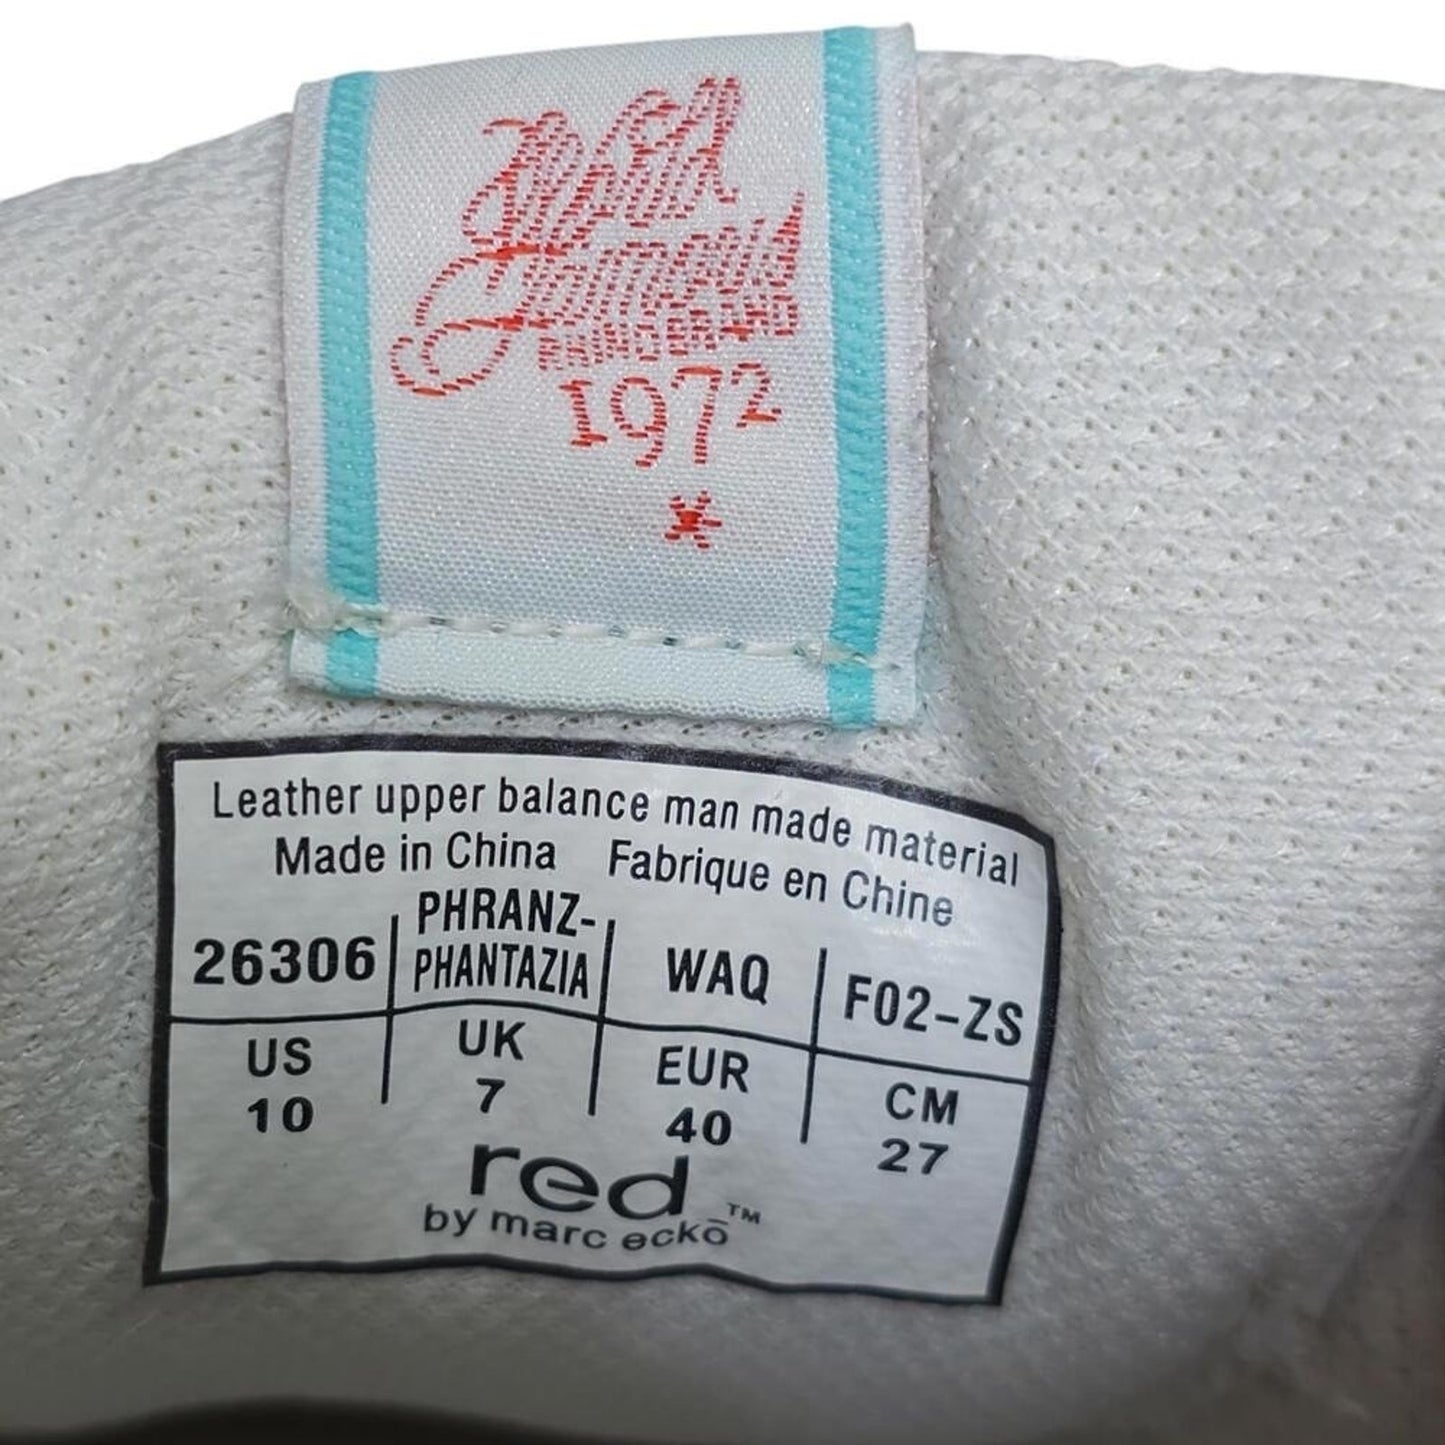 1972
*
Leather upper balance man made material
Made in China Fabrique en Chine
26306 PHRANZ-PHANTAZIA WAQ F02-ZS
US UK EUR CM
10 7 40 27
red
by marc eckō™